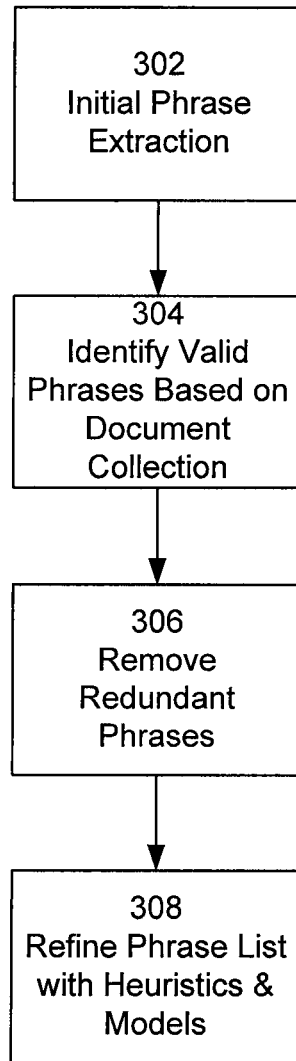 302
Initial Phrase
Extraction
304
Identify Valid
Phrases Based on
Document
Collection
306
Remove
Redundant
Phrases
308
Refine Phrase List
with Heuristics &
Models